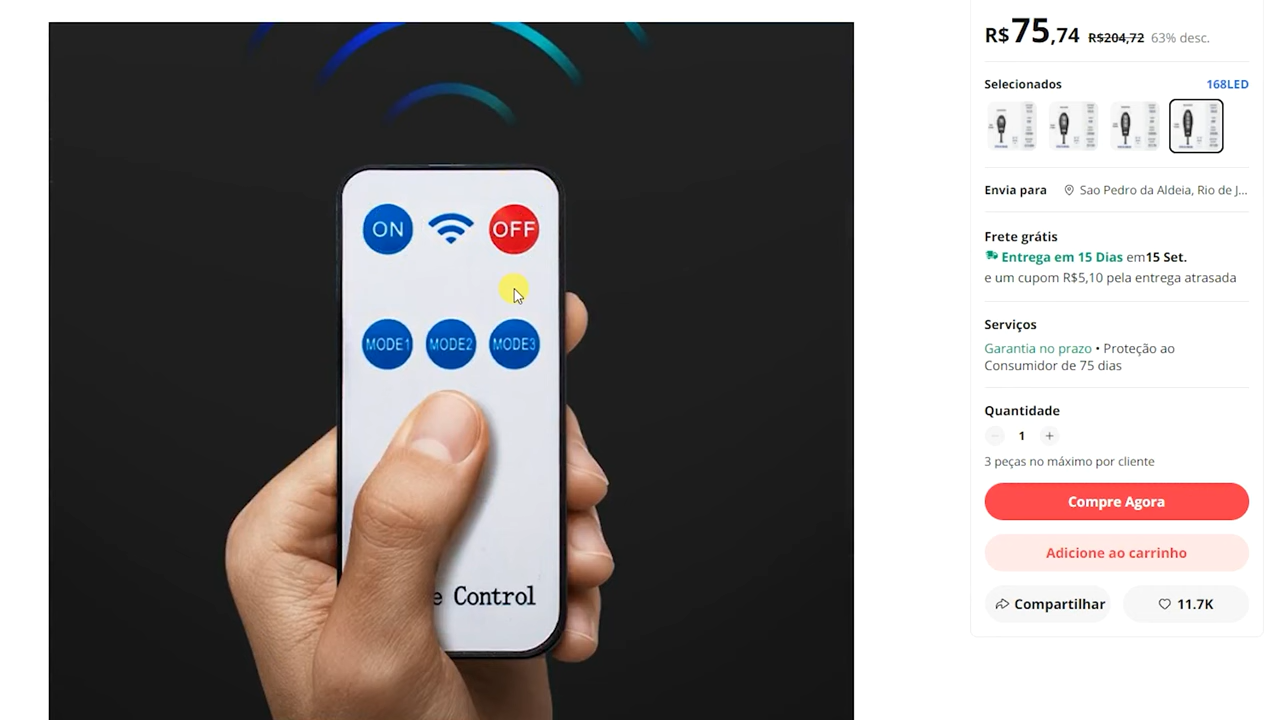 ON
OFF
MODE1 MODE2 MODE3
e Control
R$75,74 R$204,72 63% desc.
Selecionados 168LED
Envia para Sao Pedro da Aldeia, Rio de J...
Frete grátis
Entrega em 15 Dias em15 Set.
e um cupom R$5,10 pela entrega atrasada
Serviços
Garantia no prazo • Proteção ao
Consumidor de 75 dias
Quantidade
− 1 +
3 peças no máximo por cliente
Compre Agora
Adicione ao carrinho
Compartilhar 11.7K